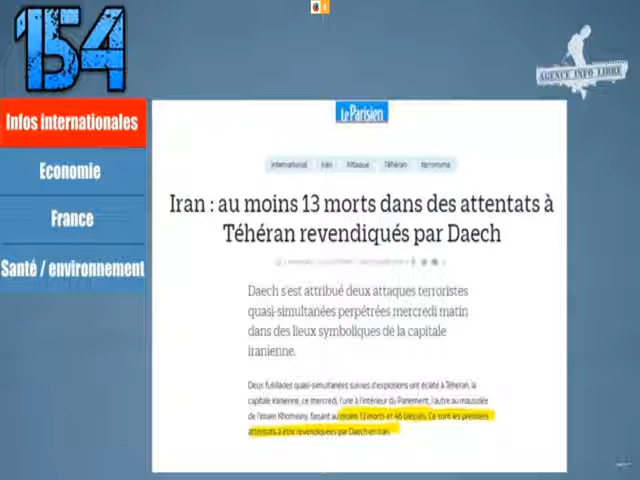 154
AGENCE INFO LIBRE
Infos internationales
Economie
France
Santé / environnement
Le Parisien
International Iran Attaque Téhéran terrorisme
Iran : au moins 13 morts dans des attentats à
Téhéran revendiqués par Daech
Daech s'est attribué deux attaques terroristes
quasi-simultanées perpétrées mercredi matin
dans des lieux symboliques de la capitale
iranienne.
Deux fusillades quasi-simultanées suivies d'explosions ont éclaté à Téhéran, la
capitale iranienne, ce mercredi, l'une à l'intérieur du Parlement, l'autre au mausolée
de l'imam Khomeiny, faisant au moins 13 morts et 46 blessés. Ce sont les premiers
attentats à être revendiquées par Daech en Iran.